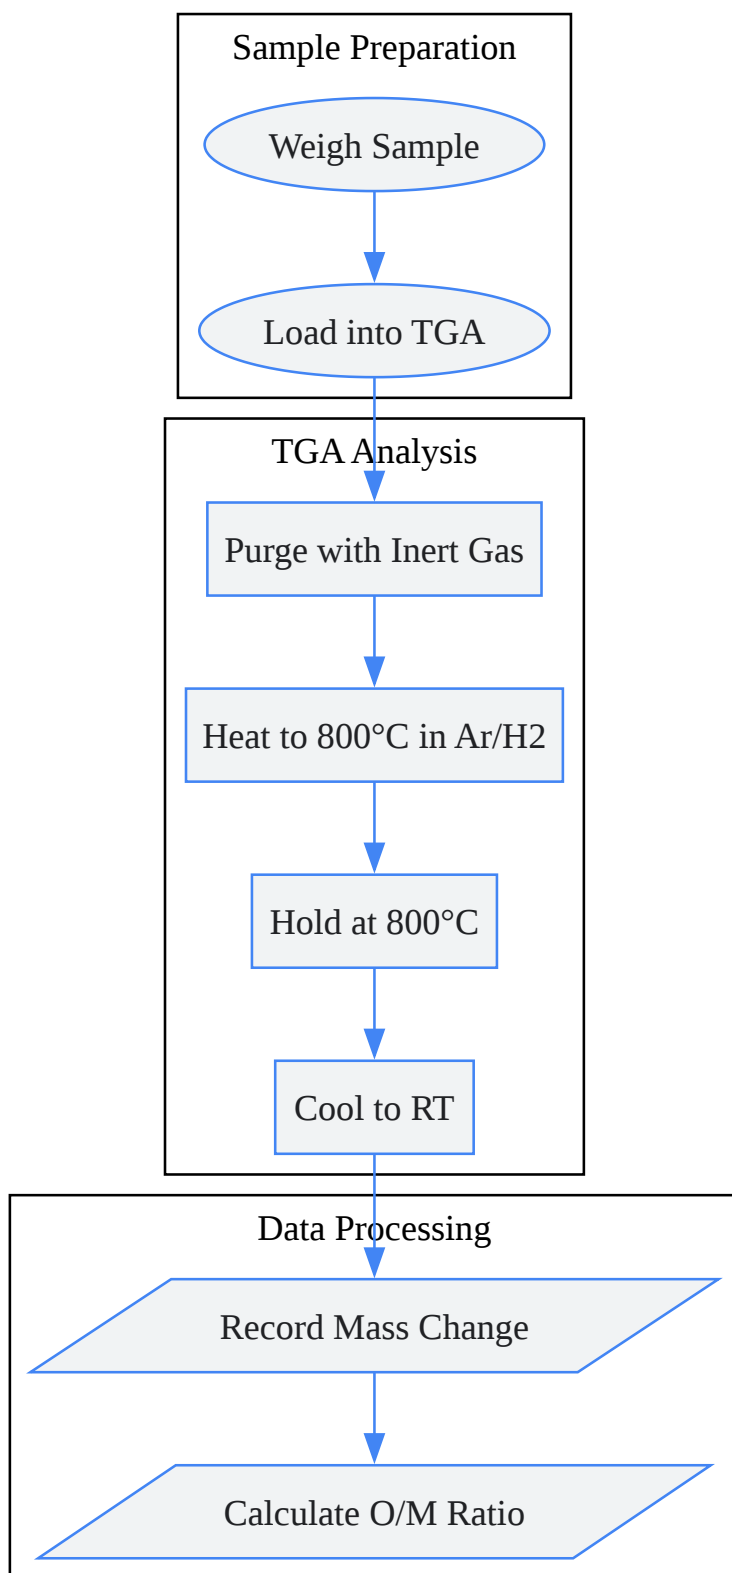 Sample Preparation
Weigh Sample
Load into TGA
TGA Analysis
Purge with Inert Gas
Heat to 800°C in Ar/H2
Hold at 800°C
Cool to RT
Data Processing
Record Mass Change
Calculate O/M Ratio